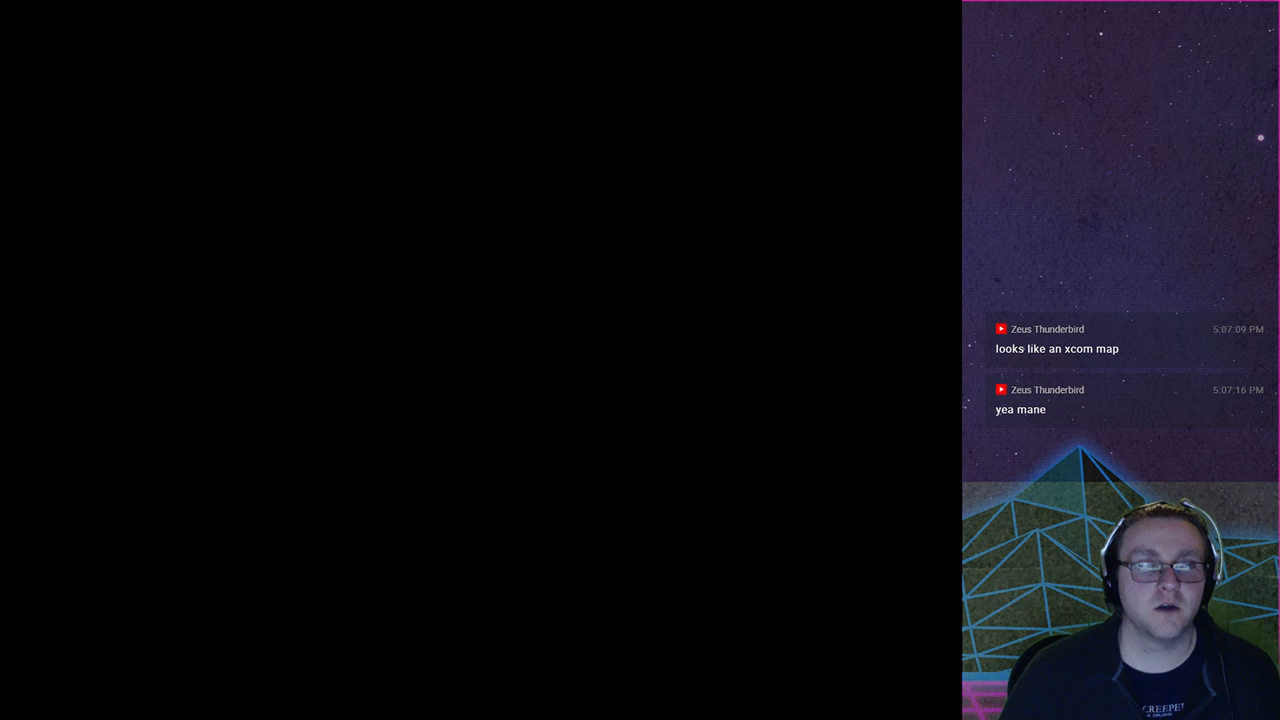 Zeus Thunderbird 5:07:09 PM
looks like an xcom map
Zeus Thunderbird 5:07:16 PM
yea mane
CREEPE